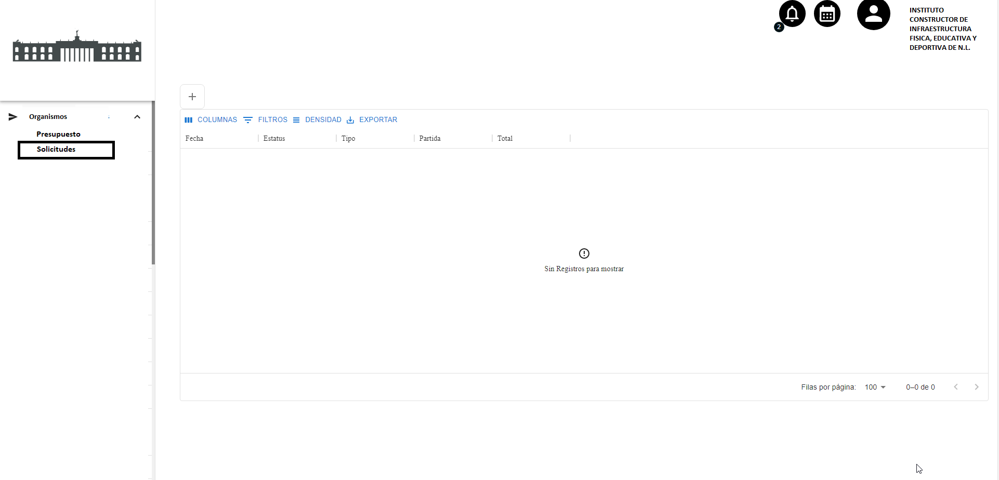 2
INSTITUTO
CONSTRUCTOR DE
INFRAESTRUCTURA
FISICA, EDUCATIVA Y
DEPORTIVA DE N.L.
Organismos
Presupuesto
Solicitudes
COLUMNAS FILTROS DENSIDAD EXPORTAR
Fecha Estatus Tipo Partida Total
Sin Registros para mostrar
Filas por página: 100 0–0 de 0